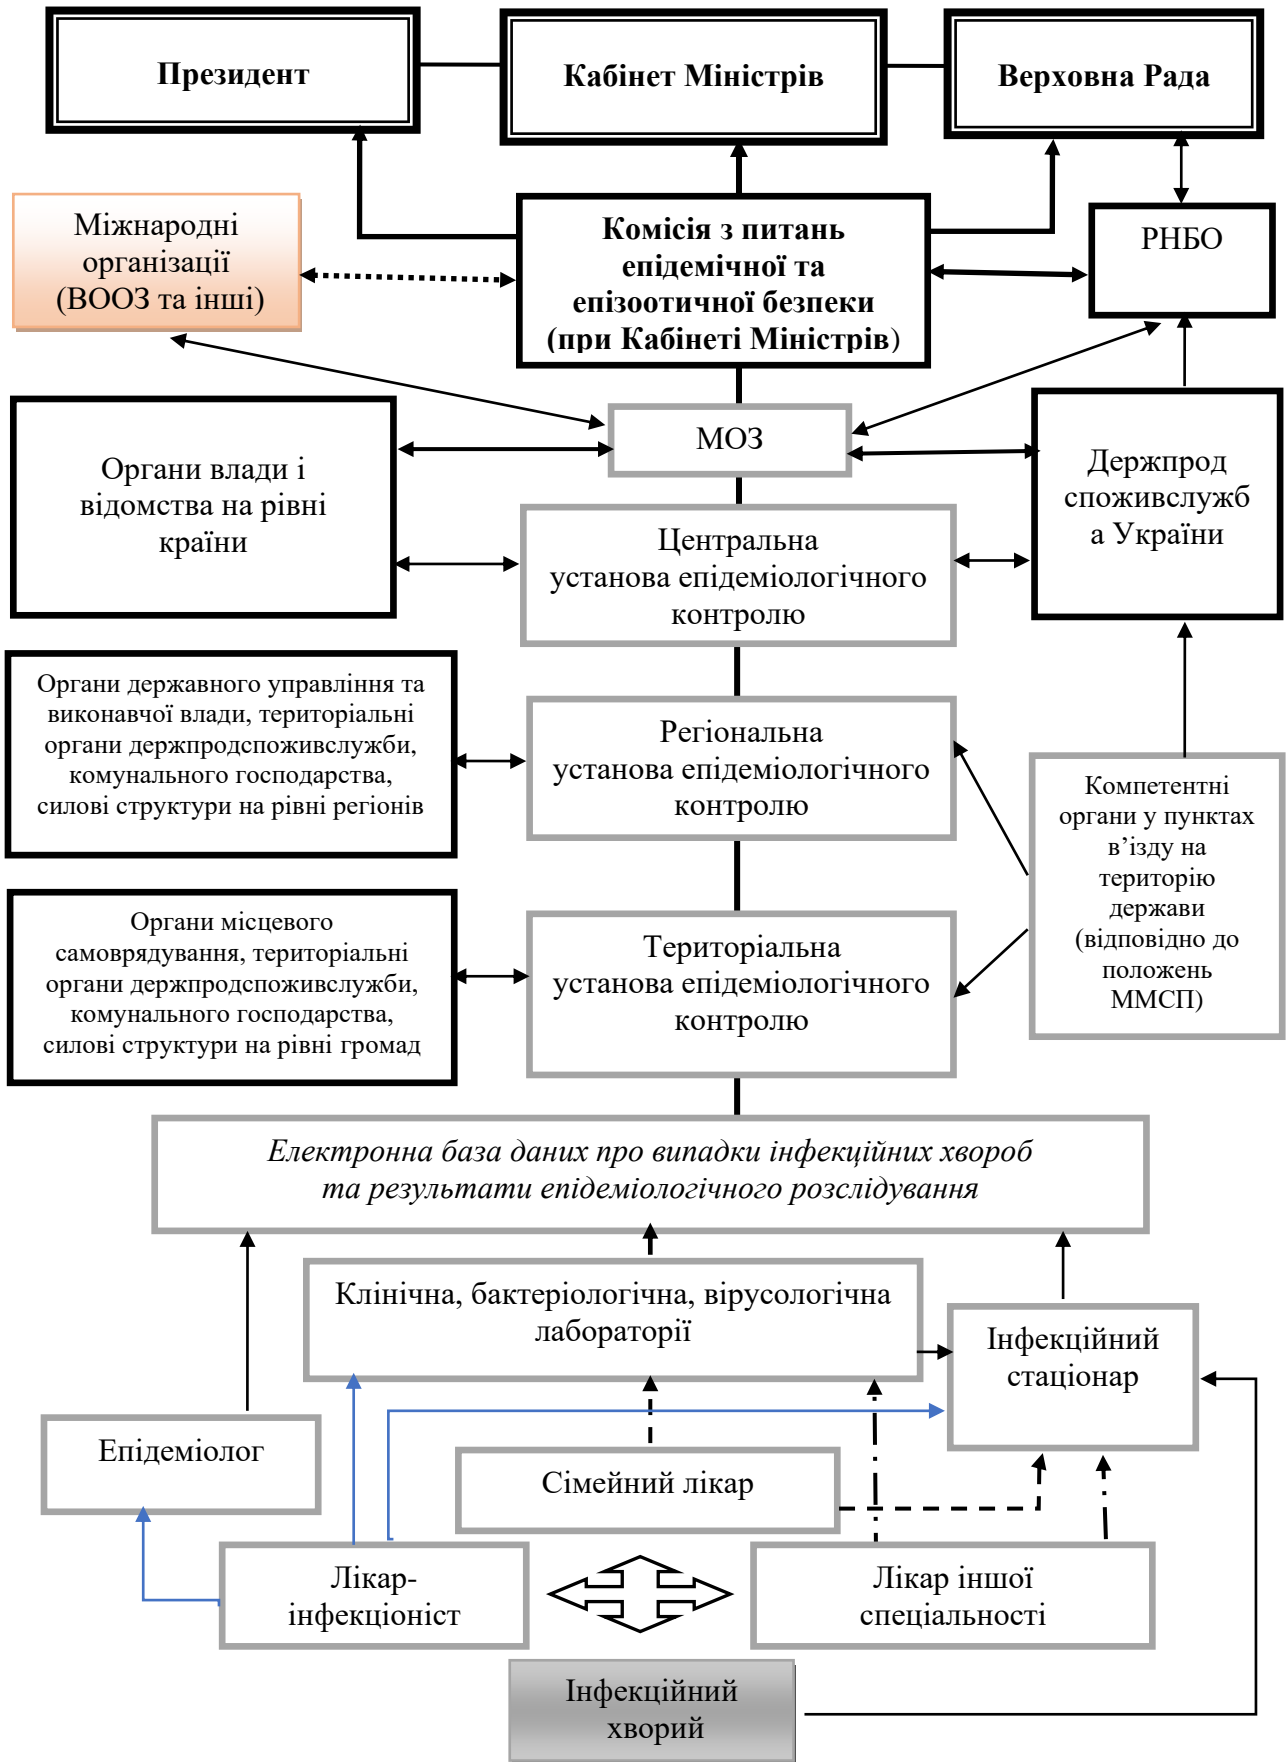 Президент
Кабінет Міністрів
Верховна Рада
Міжнародні
організації
(ВООЗ та інші)
Комісія з питань
епідемічної та
епізоотичної безпеки
(при Кабінеті Міністрів)
РНБО
МОЗ
Органи влади і
відомства на рівні
країни
Держпрод
споживслужб
а України
Центральна
установа епідеміологічного
контролю
Органи державного управління та
виконавчої влади, територіальні
органи держпродспоживслужби,
комунального господарства,
силові структури на рівні регіонів
Регіональна
установа епідеміологічного
контролю
Компетентні
органи у пунктах
в’їзду на
територію
держави
(відповідно до
положень
ММСП)
Органи місцевого
самоврядування, територіальні
органи держпродспоживслужби,
комунального господарства,
силові структури на рівні громад
Територіальна
установа епідеміологічного
контролю
Електронна база даних про випадки інфекційних хвороб
та результати епідеміологічного розслідування
Клінічна, бактеріологічна, вірусологічна
лабораторії
Інфекційний
стаціонар
Епідеміолог
Сімейний лікар
Лікар-
інфекціоніст
Лікар іншої
спеціальності
Інфекційний
хворий